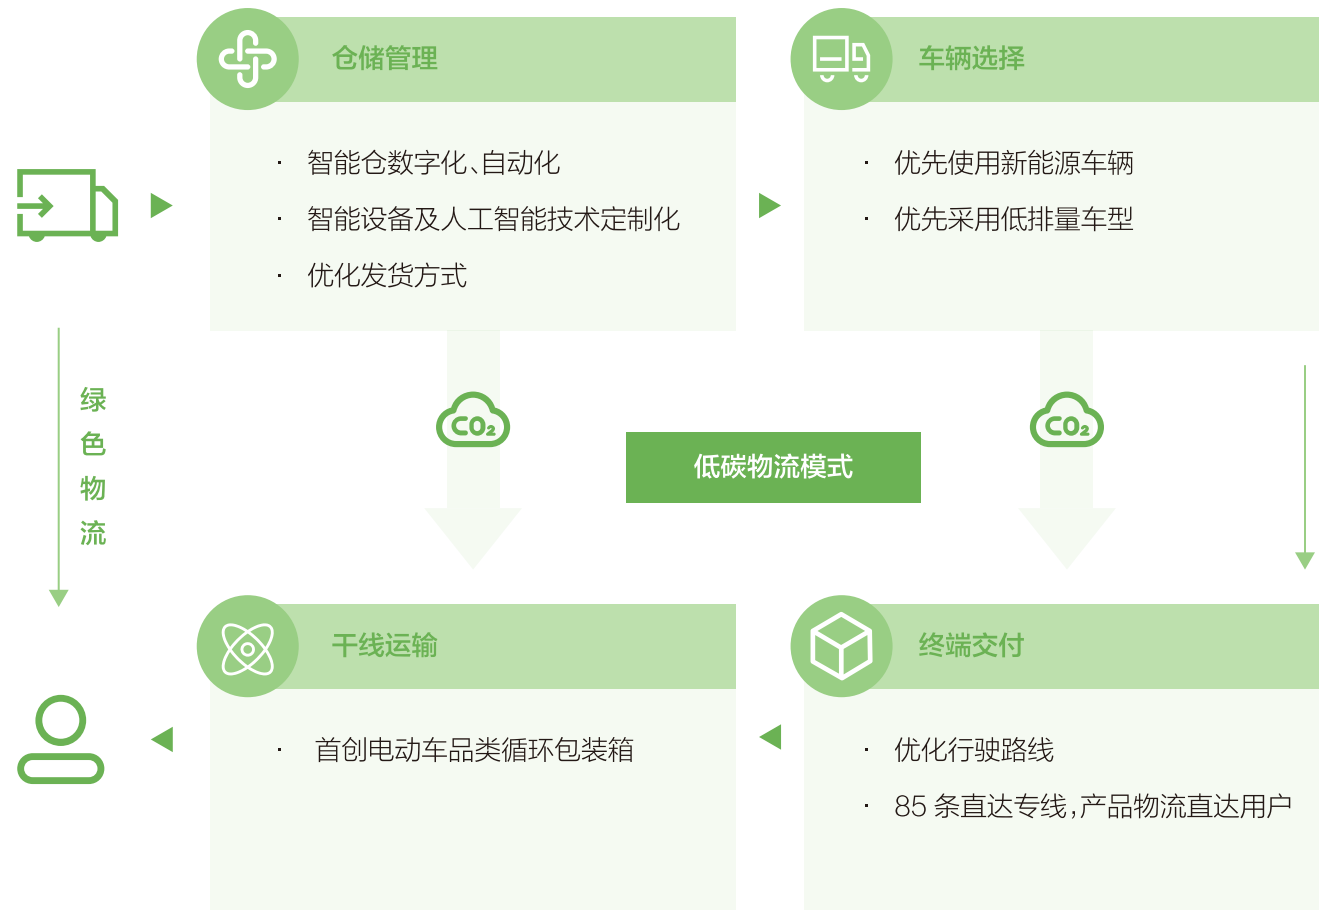 仓储管理
· 智能仓数字化、自动化
· 智能设备及人工智能技术定制化
· 优化发货方式
车辆选择
· 优先使用新能源车辆
· 优先采用低排量车型
绿色物流
CO₂
低碳物流模式
CO₂
干线运输
· 首创电动车品类循环包装箱
终端交付
· 优化行驶路线
· 85 条直达专线，产品物流直达用户